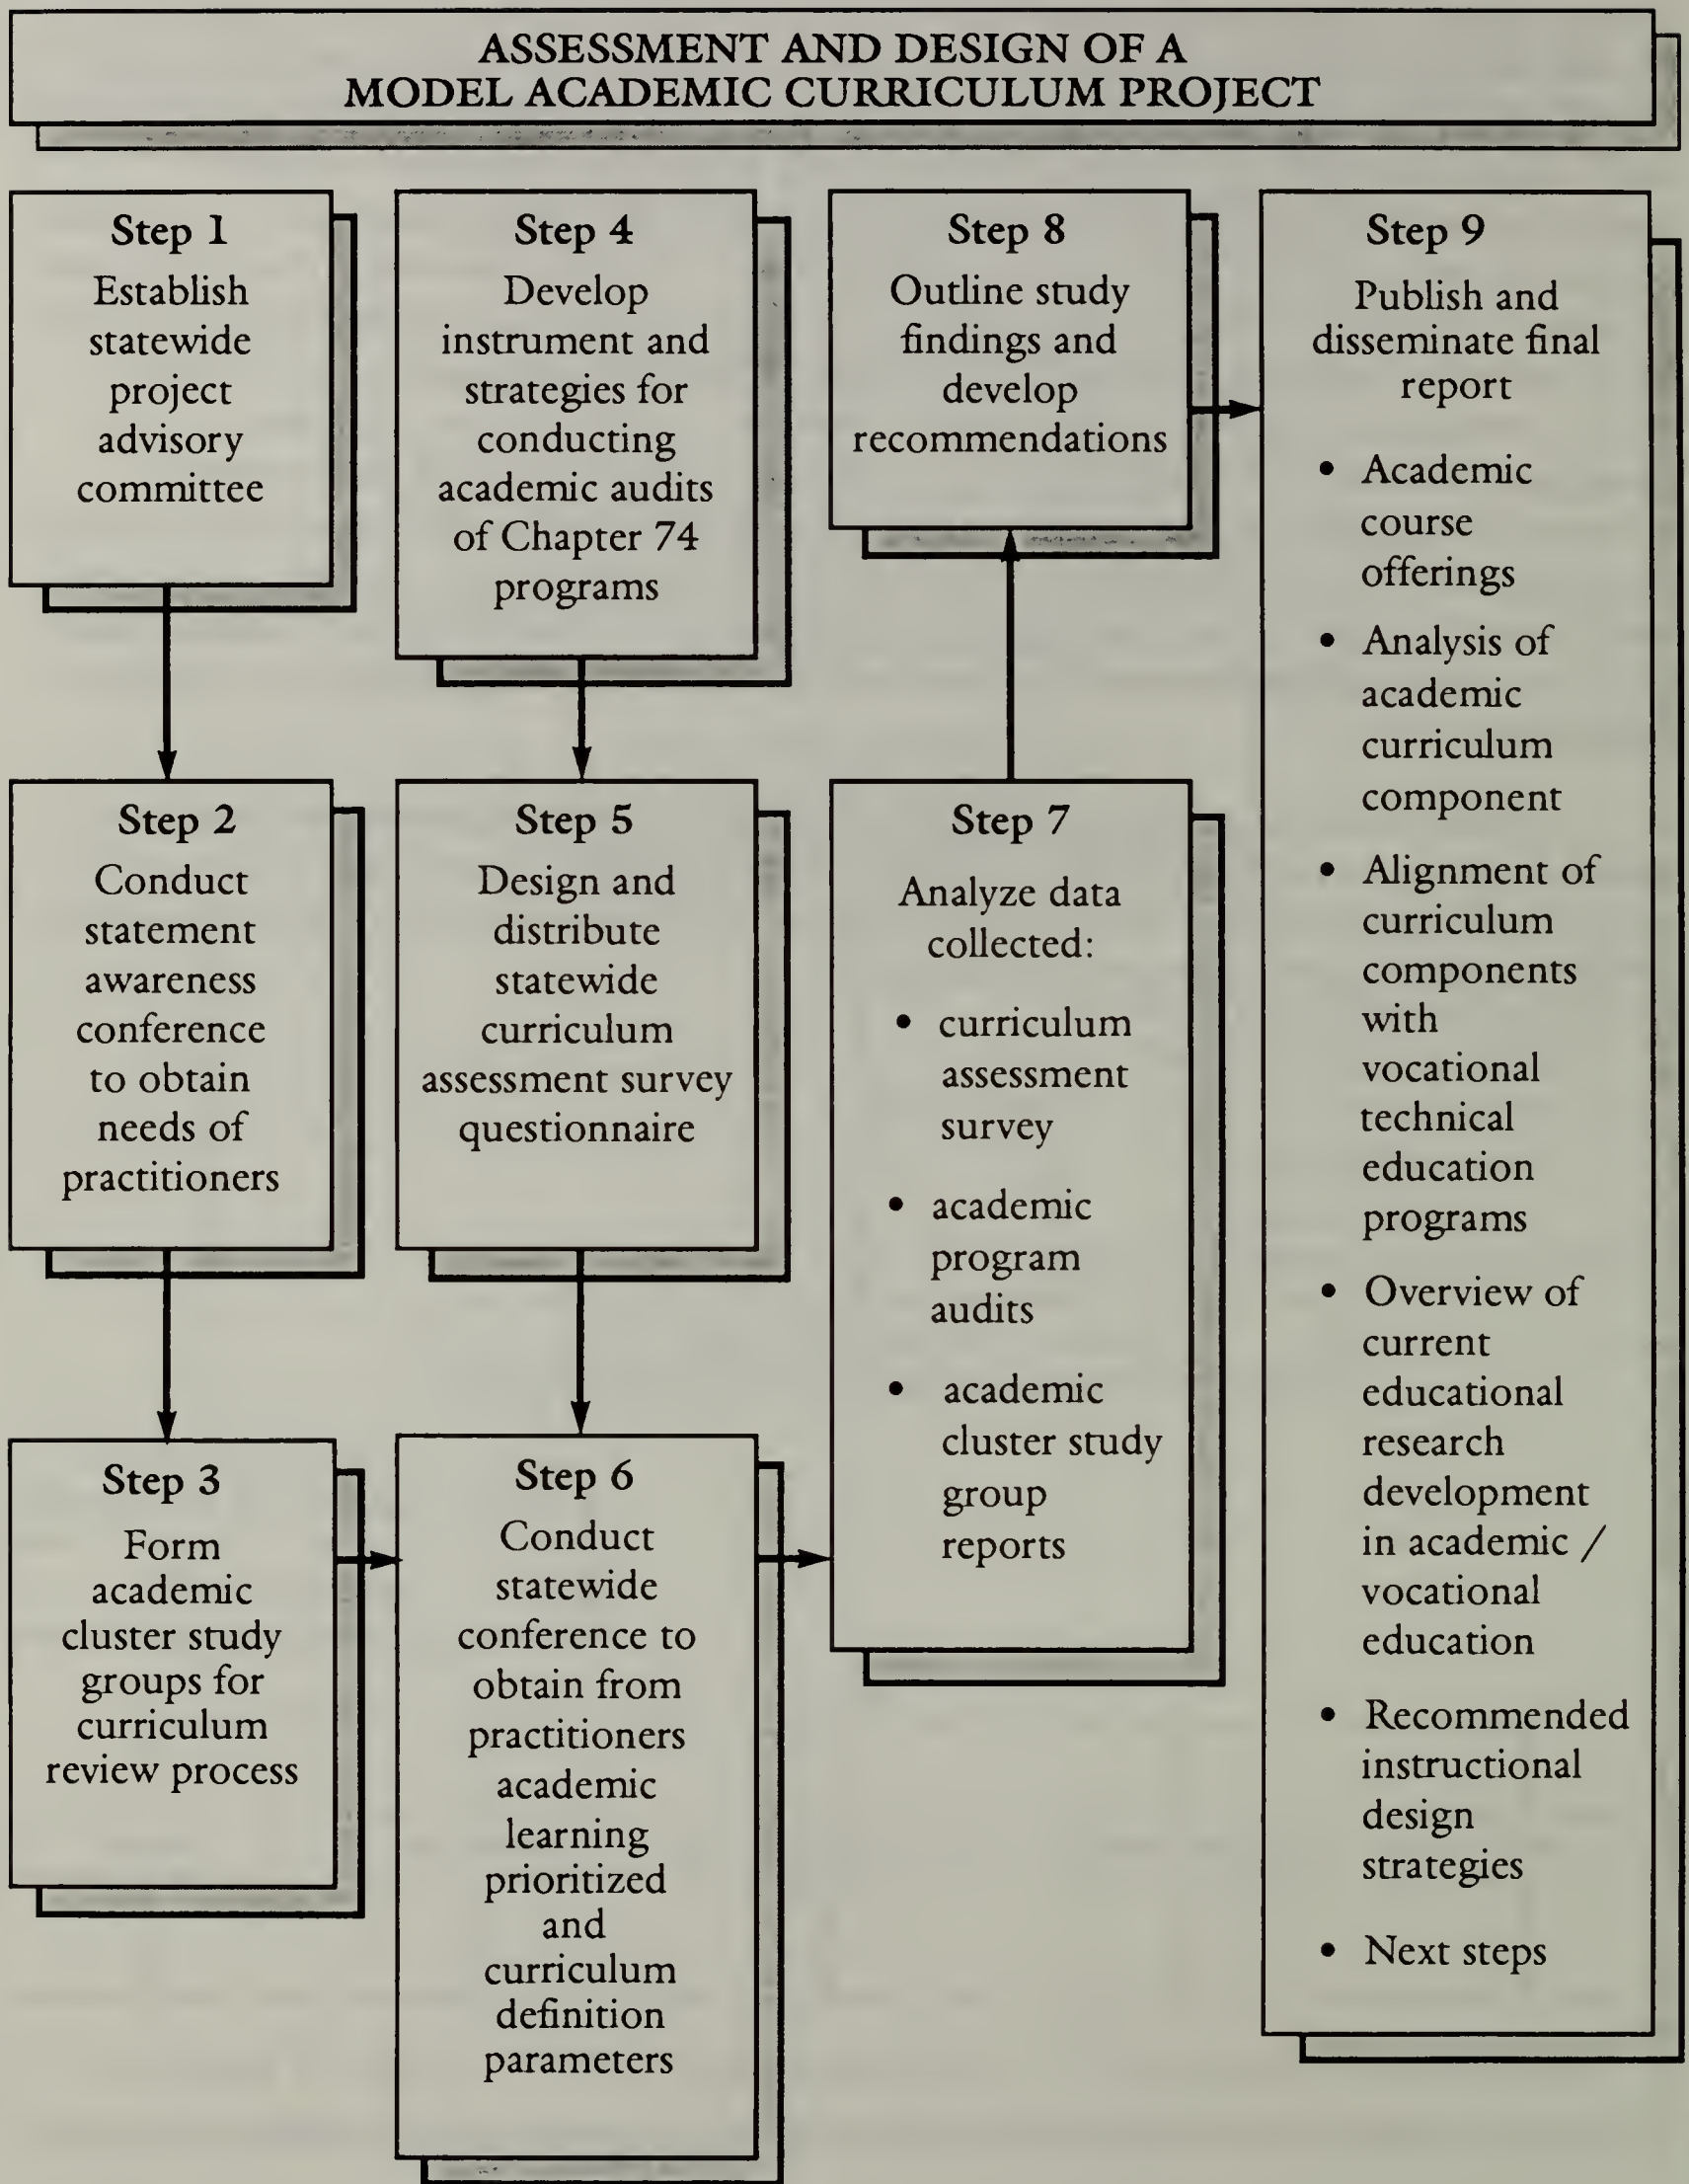 ASSESSMENT AND DESIGN OF A
MODEL ACADEMIC CURRICULUM PROJECT
Step 1
Establish
statewide
project
advisory
committee
Step 2
Conduct
statement
awareness
conference
to obtain
needs of
practitioners
Step 3
Form
academic
cluster study
groups for
curriculum
review process
Step 4
Develop
instrument and
strategies for
conducting
academic audits
of Chapter 74
programs
Step 5
Design and
distribute
statewide
curriculum
assessment survey
questionnaire
Step 6
Conduct
statewide
conference to
obtain from
practitioners
academic
learning
prioritized
and
curriculum
definition
parameters
Step 7
Analyze data
collected:
• curriculum
assessment
survey
• academic
program
audits
• academic
cluster study
group
reports
Step 8
Outline study
findings and
develop
recommendations
Step 9
Publish and
disseminate final
report
• Academic
course
offerings
• Analysis of
academic
curriculum
component
• Alignment of
curriculum
components
with
vocational
technical
education
programs
• Overview of
current
educational
research
development
in academic /
vocational
education
• Recommended
instructional
design
strategies
• Next steps